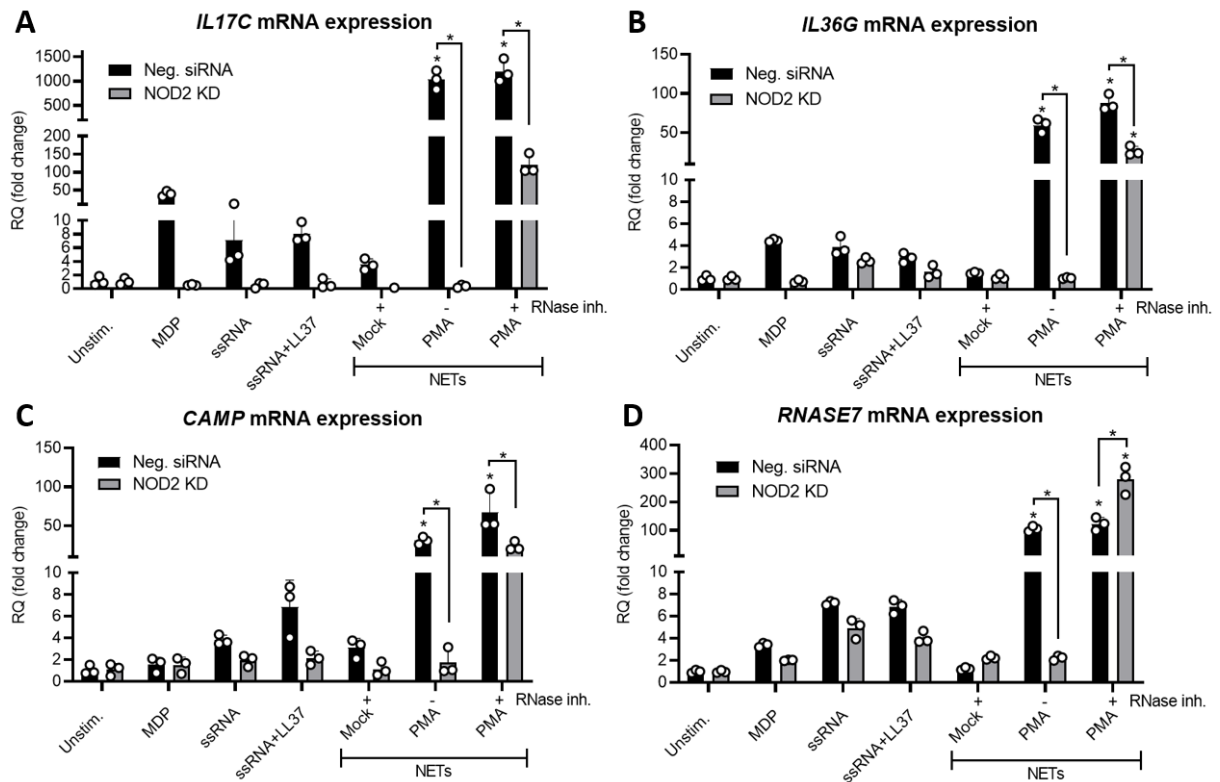 A
IL17C mRNA expression
Neg. siRNA
NOD2 KD
RQ (fold change)
1500
1000
500
200
150
100
50
10
8
6
4
2
0
* * * *
+ - + RNase inh.
Unstim. MDP ssRNA ssRNA+LL37 Mock PMA PMA
NETs
B
IL36G mRNA expression
Neg. siRNA
NOD2 KD
RQ (fold change)
150
100
50
10
8
6
4
2
0
* * * * *
+ - + RNase inh.
Unstim. MDP ssRNA ssRNA+LL37 Mock PMA PMA
NETs
C
CAMP mRNA expression
Neg. siRNA
NOD2 KD
RQ (fold change)
150
100
50
10
8
6
4
2
0
* * * *
+ - + RNase inh.
Unstim. MDP ssRNA ssRNA+LL37 Mock PMA PMA
NETs
D
RNASE7 mRNA expression
Neg. siRNA
NOD2 KD
RQ (fold change)
400
300
200
100
10
8
6
4
2
0
* * * * *
+ - + RNase inh.
Unstim. MDP ssRNA ssRNA+LL37 Mock PMA PMA
NETs